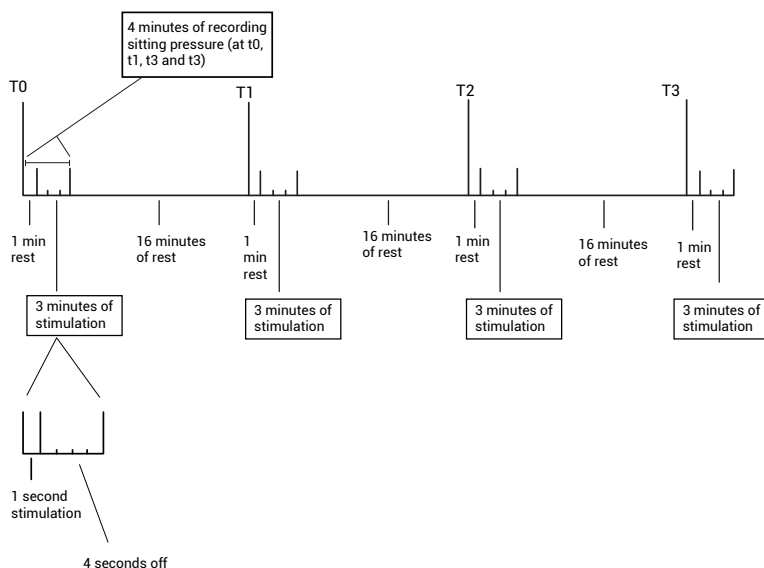 4 minutes of recording
sitting pressure (at t0,
t1, t3 and t3)
T0
T1
T2
T3
1 min
rest
16 minutes
of rest
1
min
rest
16 minutes
of rest
1 min
rest
16 minutes
of rest
1 min
rest
3 minutes of
stimulation
3 minutes of
stimulation
3 minutes of
stimulation
3 minutes of
stimulation
1 second
stimulation
4 seconds off